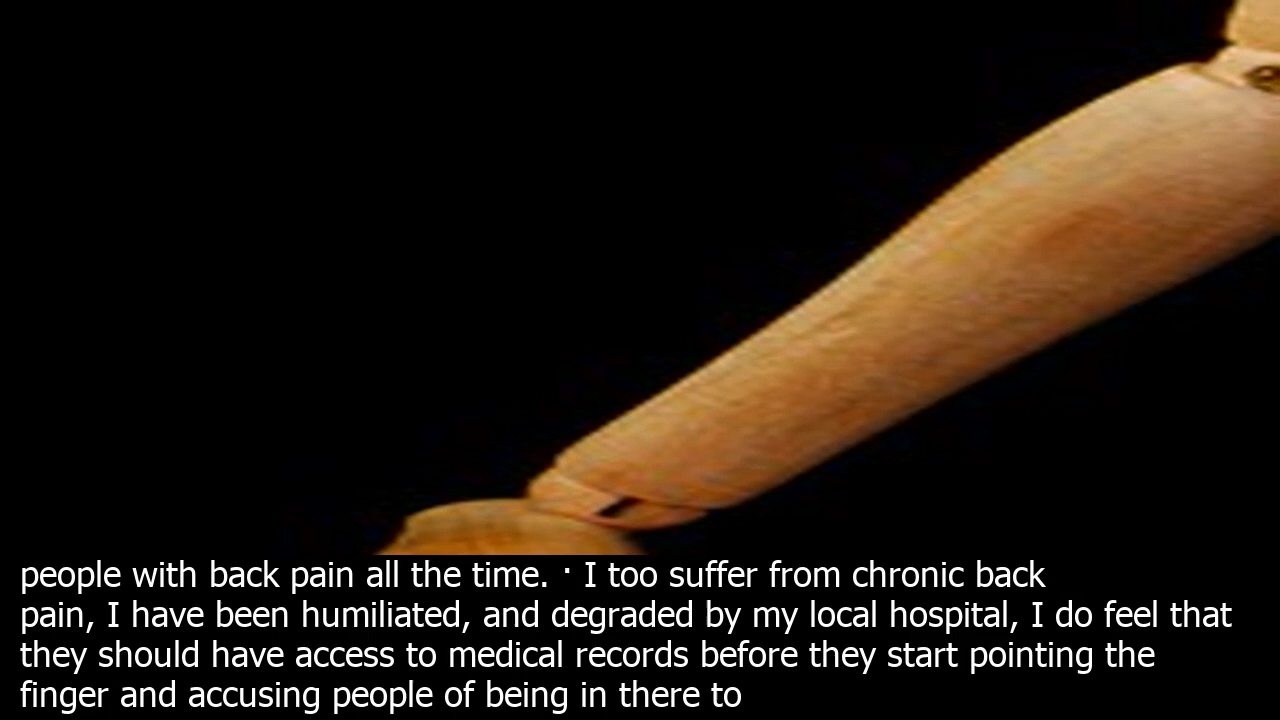 people with back pain all the time. · I too suffer from chronic back
pain, I have been humiliated, and degraded by my local hospital, I do feel that
they should have access to medical records before they start pointing the
finger and accusing people of being in there to